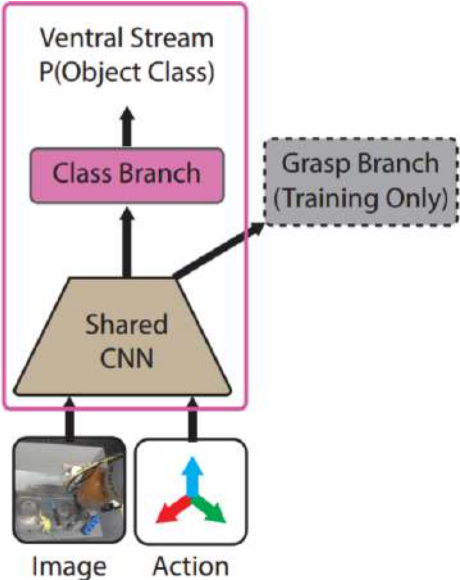 Ventral Stream
P(Object Class)
Class Branch
Grasp Branch
(Training Only)
Shared
CNN
Image
Action